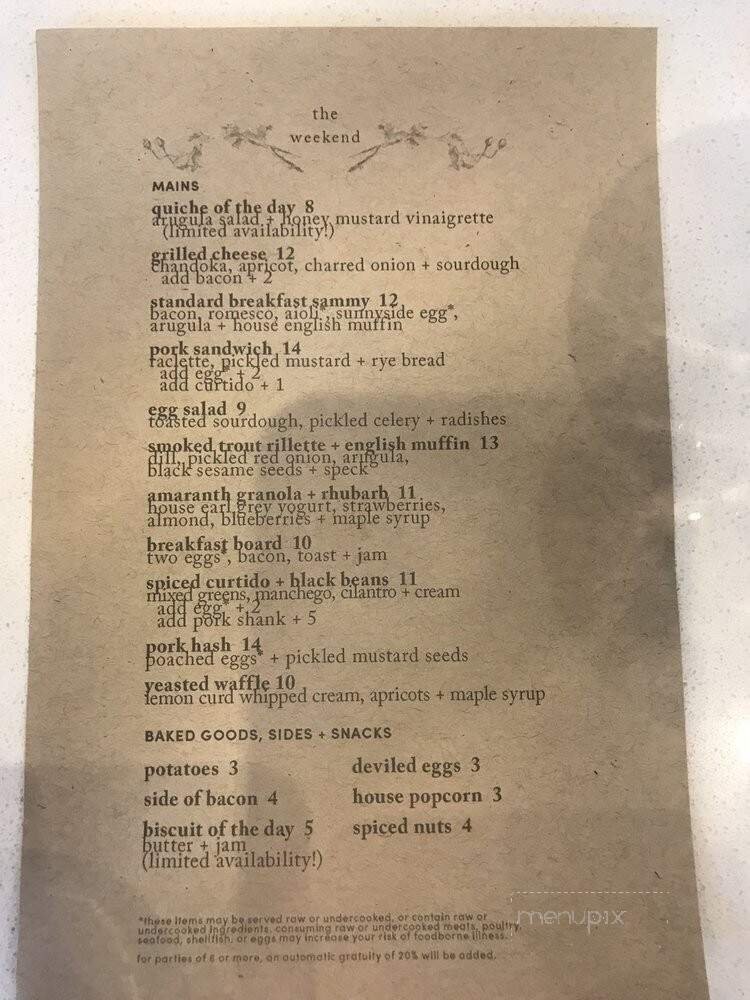 the
weekend
MAINS
quiche of the day 8
arugula salad + honey mustard vinaigrette
(limited availability!)
grilled cheese 12
chandoka, apricot, charred onion + sourdough
add bacon + 2
standard breakfast sammy 12
bacon, romesco, aioli*, sunnyside egg*,
arugula + house english muffin
pork sandwich 14
raclette, pickled mustard + rye bread
add egg* + 2
add curtido + 1
egg salad 9
toasted sourdough, pickled celery + radishes
smoked trout rillette + english muffin 13
dill, pickled red onion, arugula,
black sesame seeds + speck
amaranth granola + rhubarb 11
house earl grey yogurt, strawberries,
almond, blueberries + maple syrup
breakfast board 10
two eggs*, bacon, toast + jam
spiced curtido + black beans 11
mixed greens, manchego, cilantro + cream
add egg* + 2
add pork shank + 5
pork hash 14
poached eggs* + pickled mustard seeds
yeasted waffle 10
lemon curd whipped cream, apricots + maple syrup
BAKED GOODS, SIDES + SNACKS
potatoes 3
side of bacon 4
biscuit of the day 5
butter + jam
(limited availability!)
deviled eggs 3
house popcorn 3
spiced nuts 4
*these items may be served raw or undercooked, or contain raw or
undercooked ingredients. consuming raw or undercooked meats, poultry,
seafood, shellfish, or eggs may increase your risk of foodborne illness.
for parties of 6 or more, an automatic gratuity of 20% will be added.
menupix